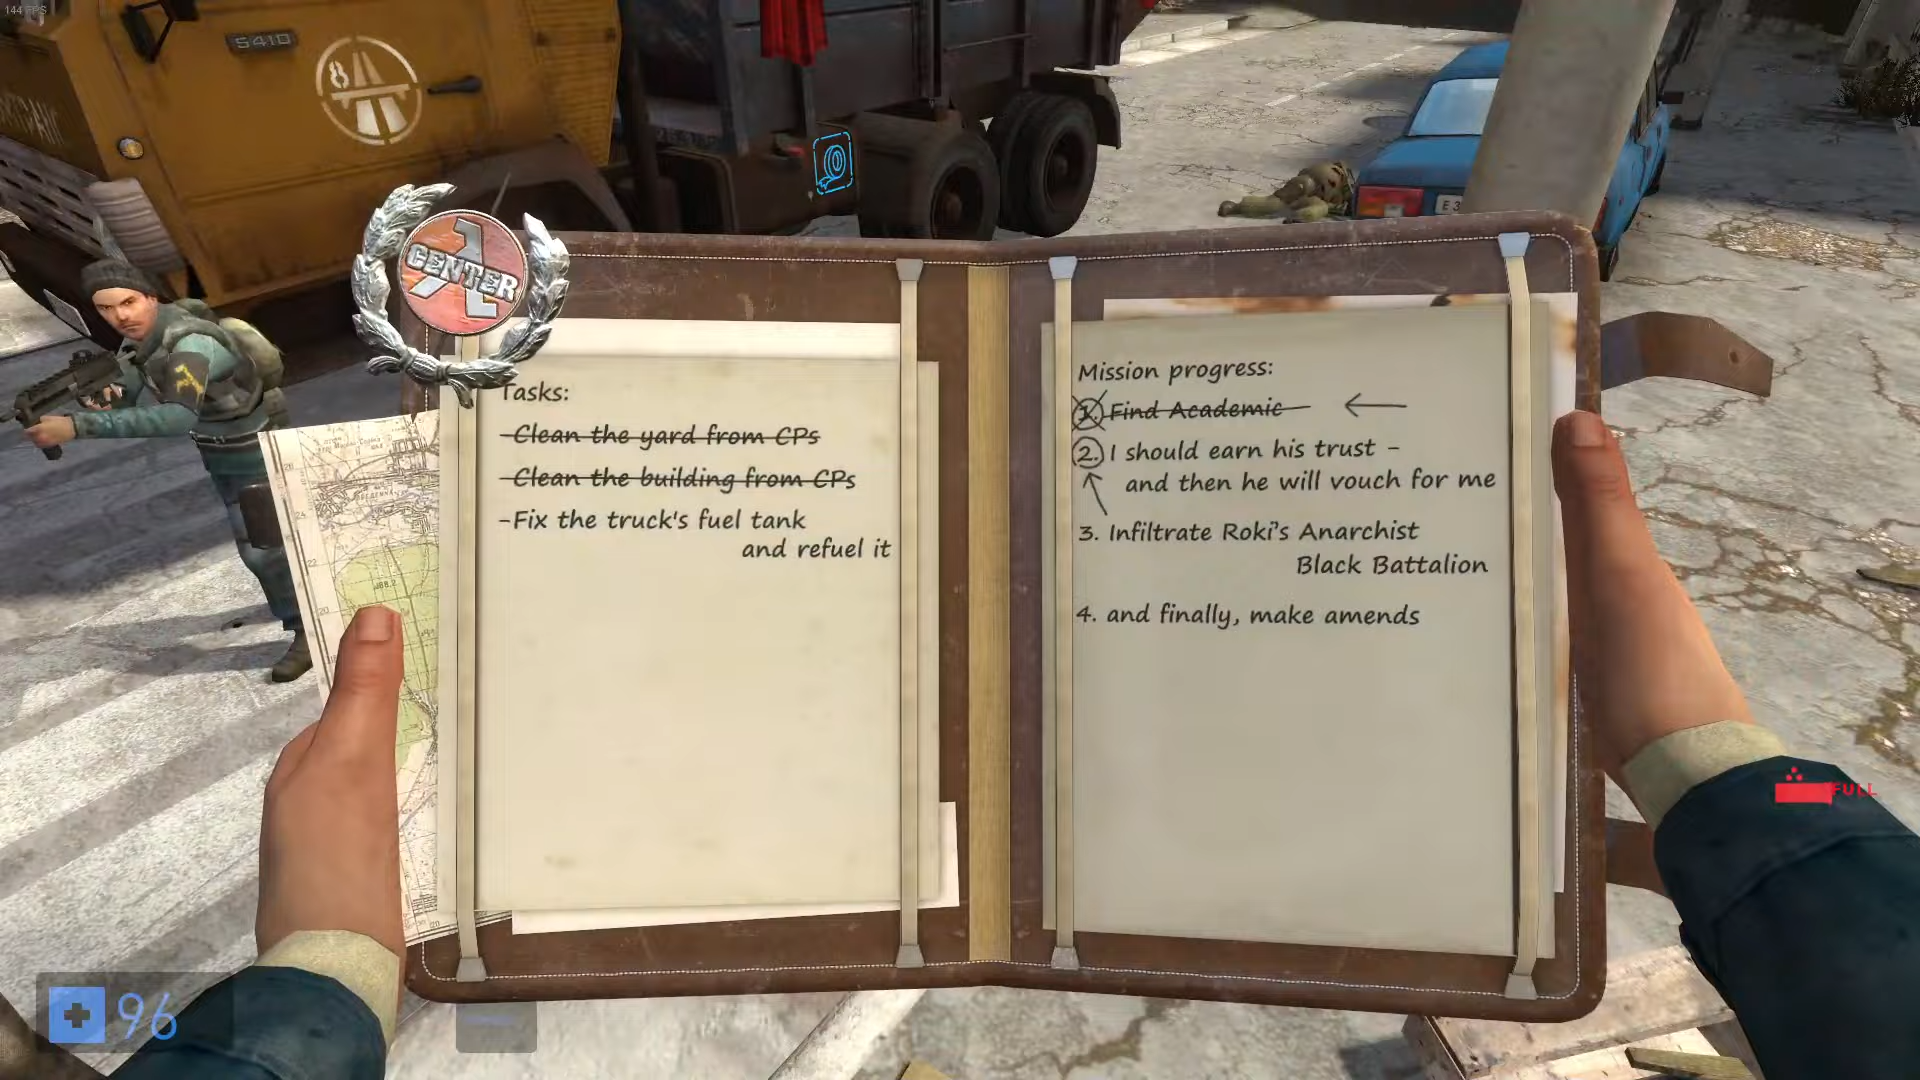 144 FPS
5410
8
CENTER
E 3
Tasks:
-Clean the yard from CPs
-Clean the building from CPs
-Fix the truck's fuel tank
and refuel it
Mission progress:
1. Find Academic
2. I should earn his trust -
and then he will vouch for me
3. Infiltrate Roki's Anarchist
Black Battalion
4. and finally, make amends
FULL
96